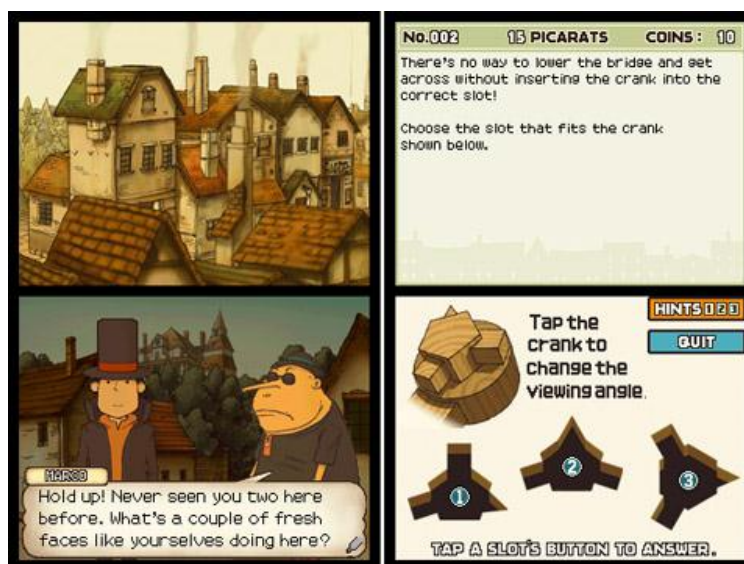 No.002 15 PICARATS COINS: 10
There's no way to lower the bridge and get
across without inserting the crank into the
correct slot!
Choose the slot that fits the crank
shown below.
MARCO
Hold up! Never seen you two here
before. What's a couple of fresh
faces like yourselves doing here?
HINTS 1 2 3
QUIT
Tap the
crank to
change the
viewing angle.
1
2
3
TAP A SLOT'S BUTTON TO ANSWER.